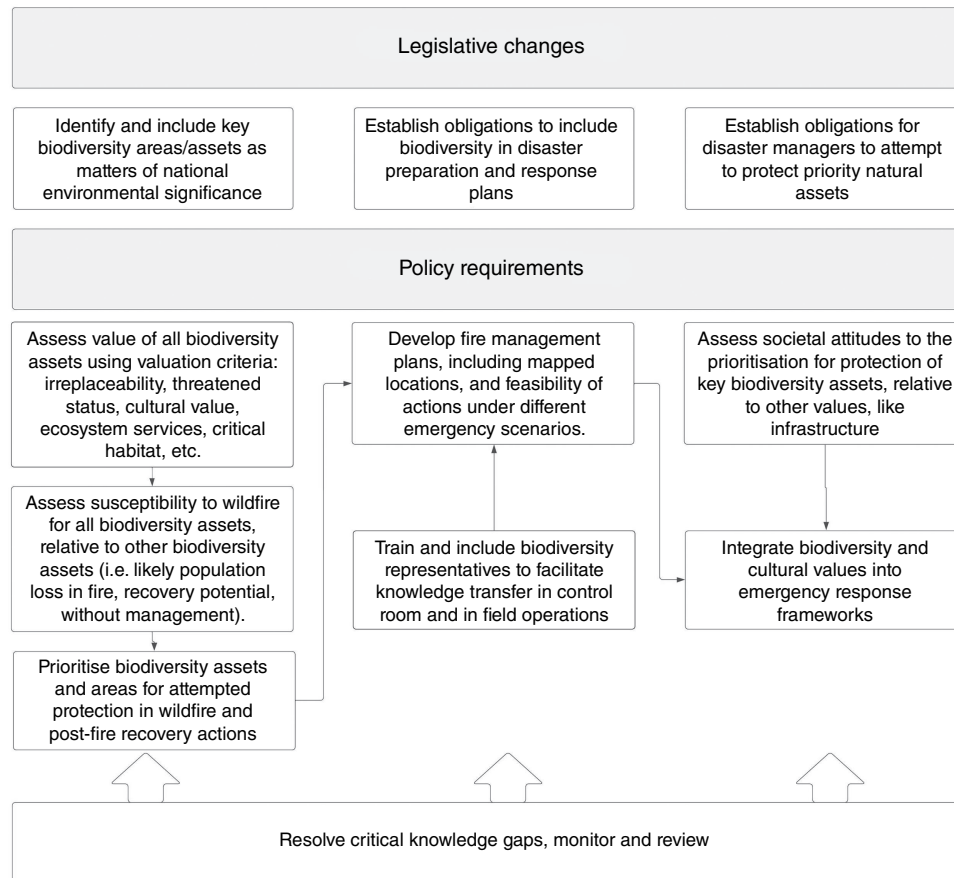 Legislative changes
Identify and include key
biodiversity areas/assets as
matters of national
environmental significance
Establish obligations to include
biodiversity in disaster
preparation and response
plans
Establish obligations for
disaster managers to attempt
to protect priority natural
assets
Policy requirements
Assess value of all biodiversity
assets using valuation criteria:
irreplaceability, threatened
status, cultural value,
ecosystem services, critical
habitat, etc.
Assess susceptibility to wildfire
for all biodiversity assets,
relative to other biodiversity
assets (i.e. likely population
loss in fire, recovery potential,
without management).
Prioritise biodiversity assets
and areas for attempted
protection in wildfire and
post-fire recovery actions
Develop fire management
plans, including mapped
locations, and feasibility of
actions under different
emergency scenarios.
Train and include biodiversity
representatives to facilitate
knowledge transfer in control
room and in field operations
Assess societal attitudes to the
prioritisation for protection of
key biodiversity assets, relative
to other values, like
infrastructure
Integrate biodiversity and
cultural values into
emergency response
frameworks
Resolve critical knowledge gaps, monitor and review